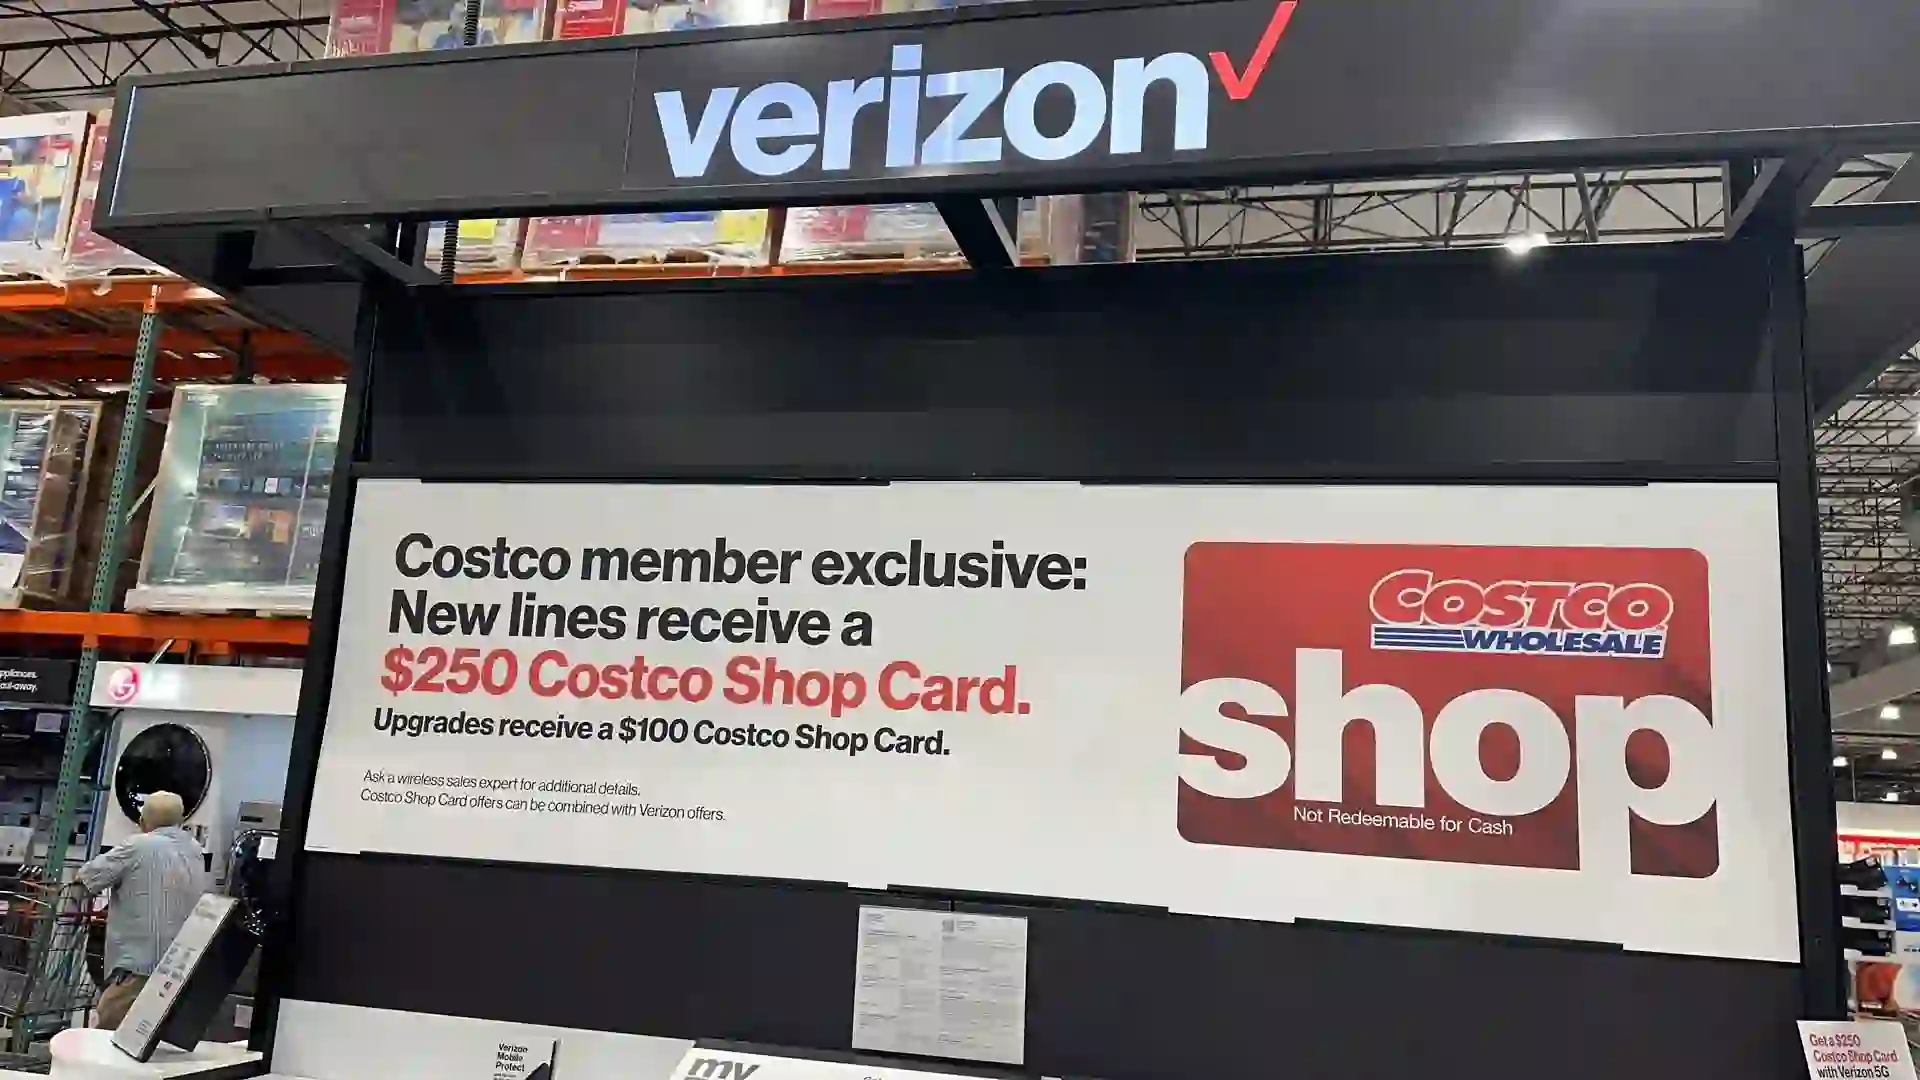 verizon
Costco member exclusive:
New lines receive a
$250 Costco Shop Card.
Upgrades receive a $100 Costco Shop Card.
Ask a wireless sales expert for additional details.
Costco Shop Card offers can be combined with Verizon offers.
COSTCO
WHOLESALE
shop
Not Redeemable for Cash
LG
Verizon
Mobile
Protect
my
Get a $250
Costco Shop Card
with Verizon 5G